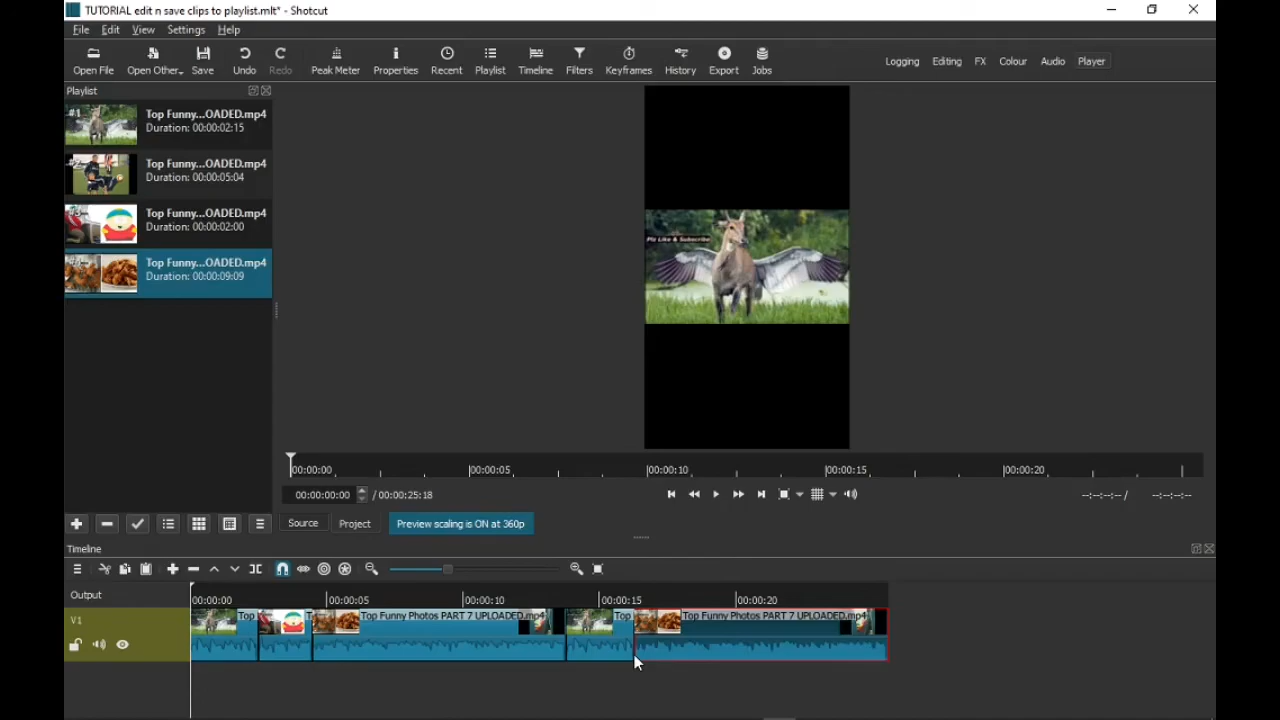 TUTORIAL edit n save clips to playlist.mlt* - Shotcut
File Edit View Settings Help
Open File Open Other... Save Undo Redo Peak Meter Properties Recent Playlist Timeline Filters Keyframes History Export Jobs
Logging Editing FX Colour Audio Player
Playlist
#1
Top Funny...OADED.mp4
Duration: 00:00:02:15
Top Funny...OADED.mp4
Duration: 00:00:05:04
Top Funny...OADED.mp4
Duration: 00:00:02:00
Top Funny...OADED.mp4
Duration: 00:00:09:09
Plz Like & Subscribe
00:00:00 00:00:05 00:00:10 00:00:15 00:00:20
00:00:00:00 / 00:00:25:18
--:--:--:-- / --:--:--:--
Source Project Preview scaling is ON at 360p
Timeline
Output
00:00:00 00:00:05 00:00:10 00:00:15 00:00:20
V1
Top T Top Funny Photos PART 7 UPLOADED.mp4 Top Top Funny Photos PART 7 UPLOADED.mp4